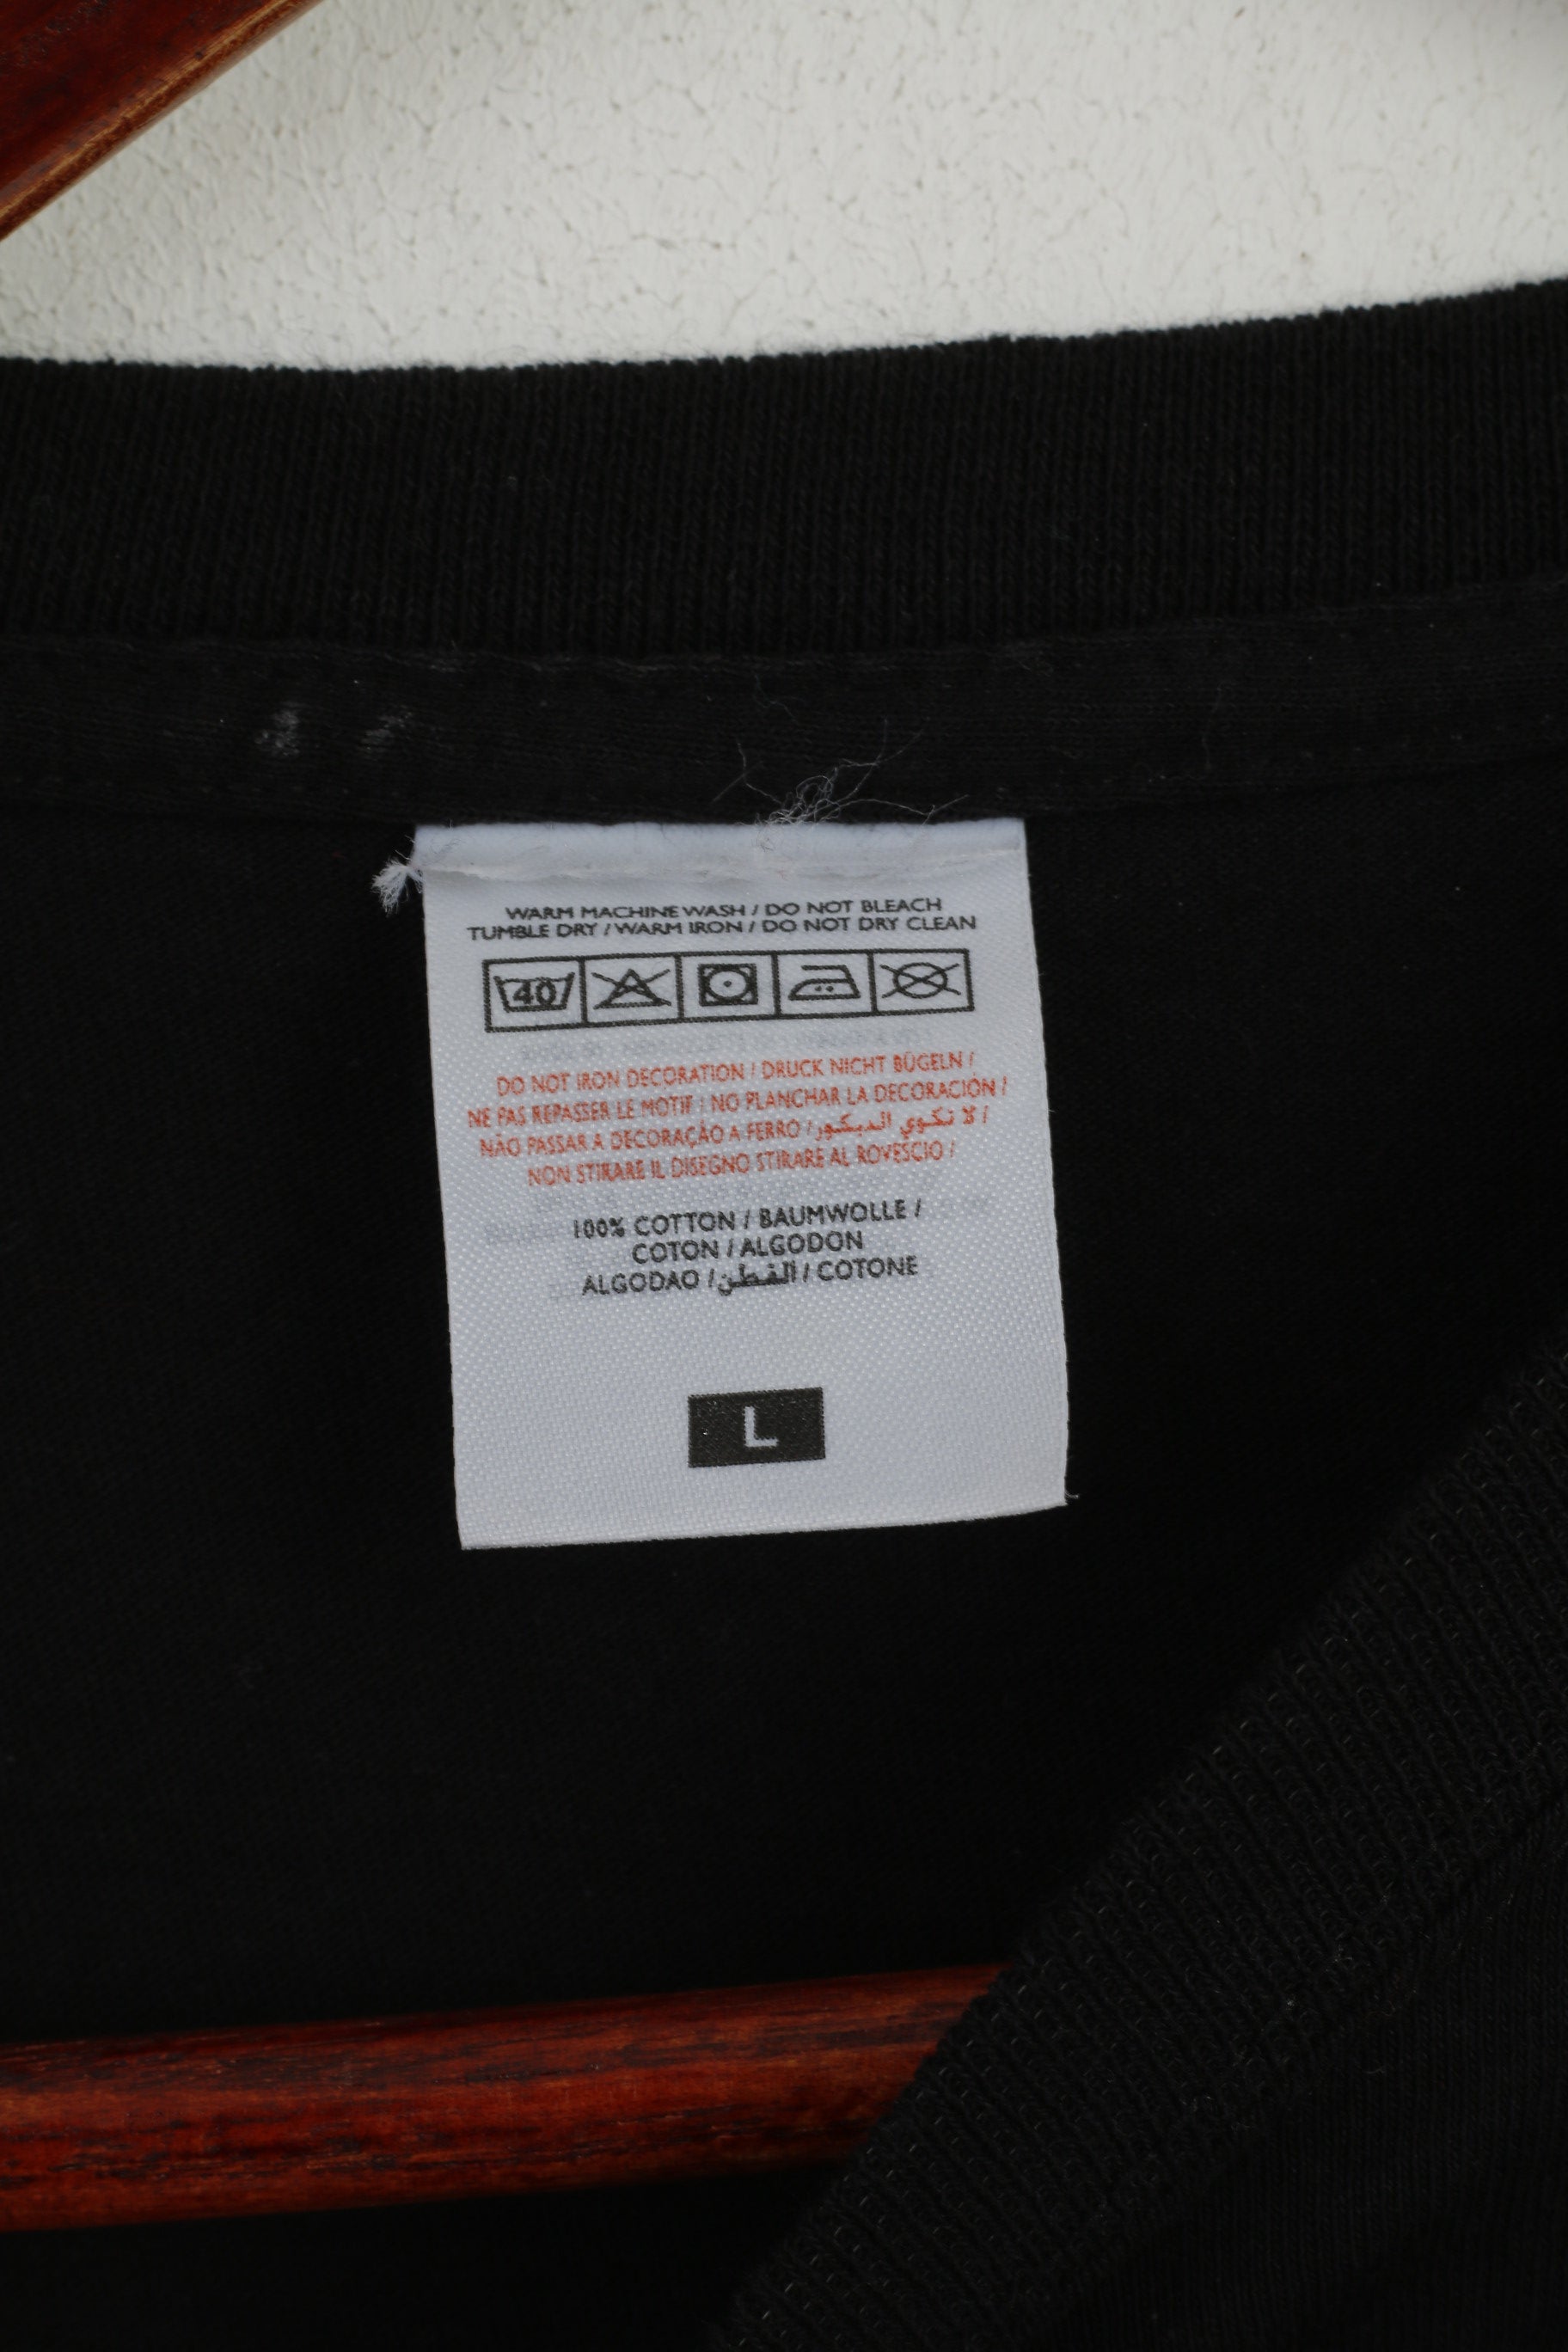 WARM MACHINE WASH / DO NOT BLEACH
TUMBLE DRY / WARM IRON / DO NOT DRY CLEAN
40
DO NOT IRON DECORATION / DRUCK NICHT BÜGELN /
NE PAS REPASSER LE MOTIF / NO PLANCHAR LA DECORACIÓN /
NÃO PASSAR A DECORAÇÃO A FERRO / لا تكوي الديكور /
NON STIRARE IL DISEGNO STIRARE AL ROVESCIO /
100% COTTON / BAUMWOLLE /
COTON / ALGODON
ALGODAO / القطن / COTONE
L